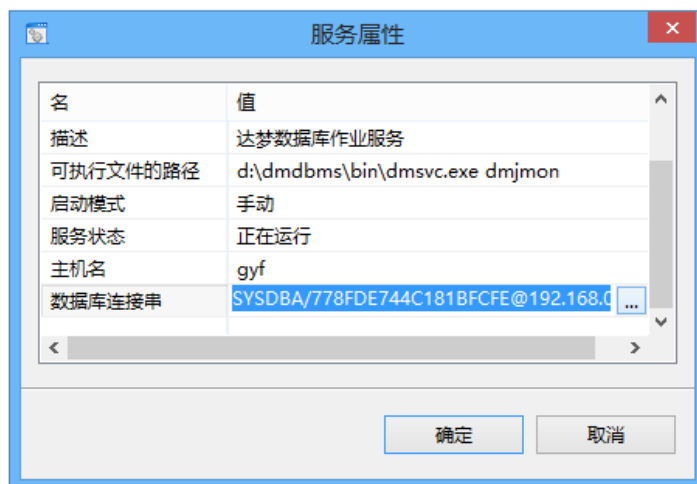 服务属性
名 值
描述 达梦数据库作业服务
可执行文件的路径 d:\dmdbms\bin\dmsvc.exe dmjmon
启动模式 手动
服务状态 正在运行
主机名 gyf
数据库连接串 SYSDBA/778FDE744C181BFCFE@192.168.0 ...
确定 取消